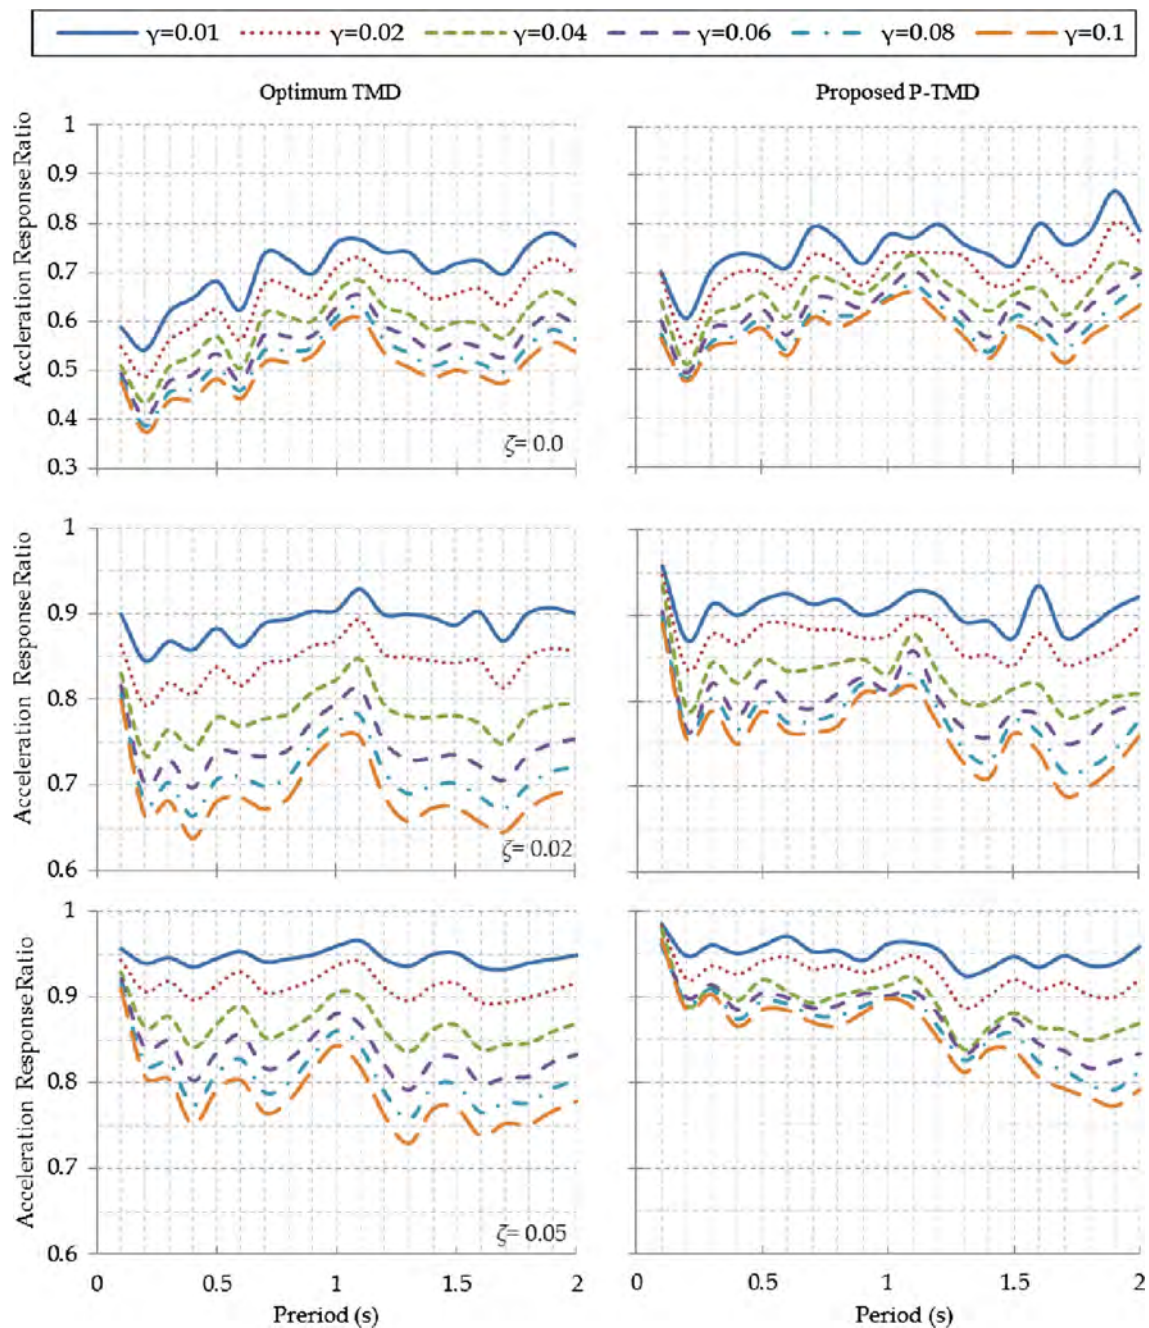 γ=0.01 γ=0.02 γ=0.04 γ=0.06 γ=0.08 γ=0.1
Optimum TMD
Proposed P-TMD
Acceleration Response Ratio
1
0.9
0.8
0.7
0.6
0.5
0.4
0.3
ζ= 0.0
Acceleration Response Ratio
1
0.9
0.8
0.7
0.6
ζ= 0.02
Acceleration Response Ratio
1
0.9
0.8
0.7
0.6
ζ= 0.05
0 0.5 1 1.5 2
Preriod (s)
0 0.5 1 1.5 2
Period (s)